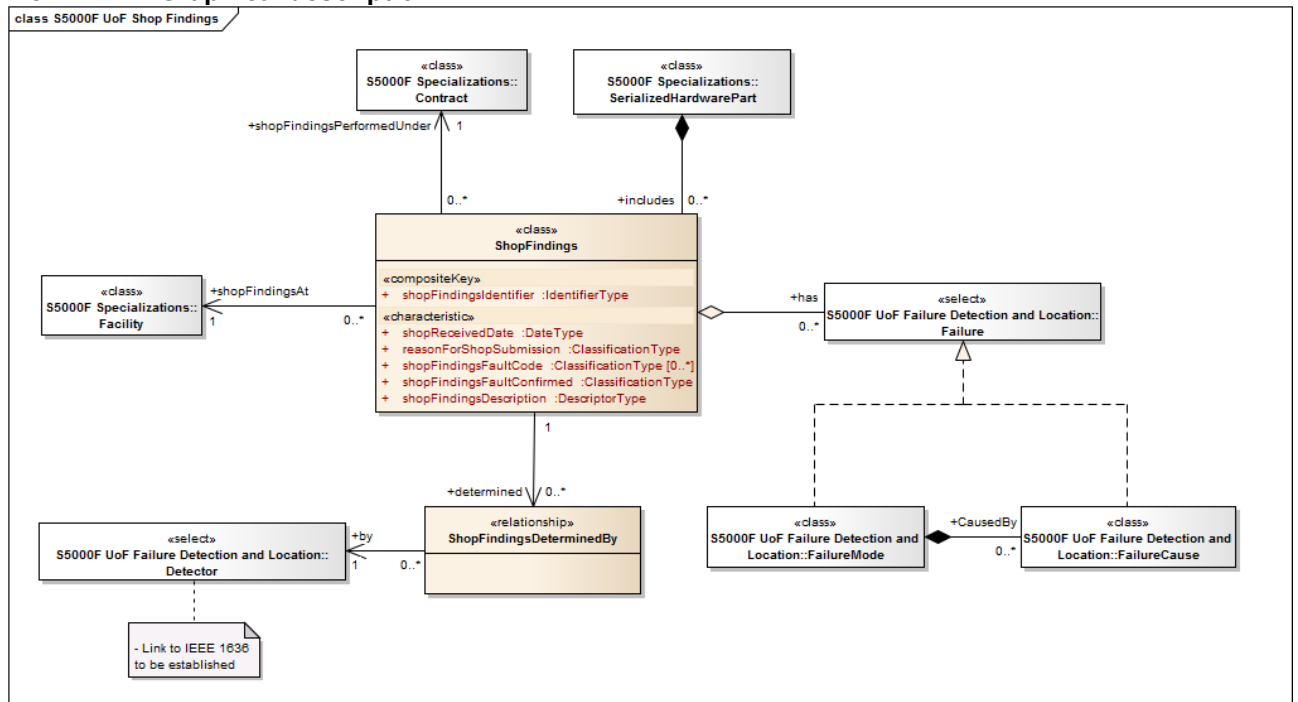 class S5000F UoF Shop Findings
«class»
S5000F Specializations::
Contract
«class»
S5000F Specializations::
SerializedHardwarePart
+shopFindingsPerformedUnder
1
0..*
+includes
0..*
«class»
ShopFindings
«compositeKey»
+ shopFindingsIdentifier :IdentifierType
«characteristic»
+ shopReceivedDate :DateType
+ reasonForShopSubmission :ClassificationType
+ shopFindingsFaultCode :ClassificationType [0..*]
+ shopFindingsFaultConfirmed :ClassificationType
+ shopFindingsDescription :DescriptorType
«class»
S5000F Specializations::
Facility
+shopFindingsAt
1
0..*
+has
0..*
«select»
S5000F UoF Failure Detection and Location::
Failure
1
+determined
0..*
«relationship»
ShopFindingsDeterminedBy
«select»
S5000F UoF Failure Detection and Location::
Detector
+by
1
0..*
- Link to IEEE 1636
to be established
«class»
S5000F UoF Failure Detection and
Location::FailureMode
+CausedBy
0..*
«class»
S5000F UoF Failure Detection and
Location::FailureCause